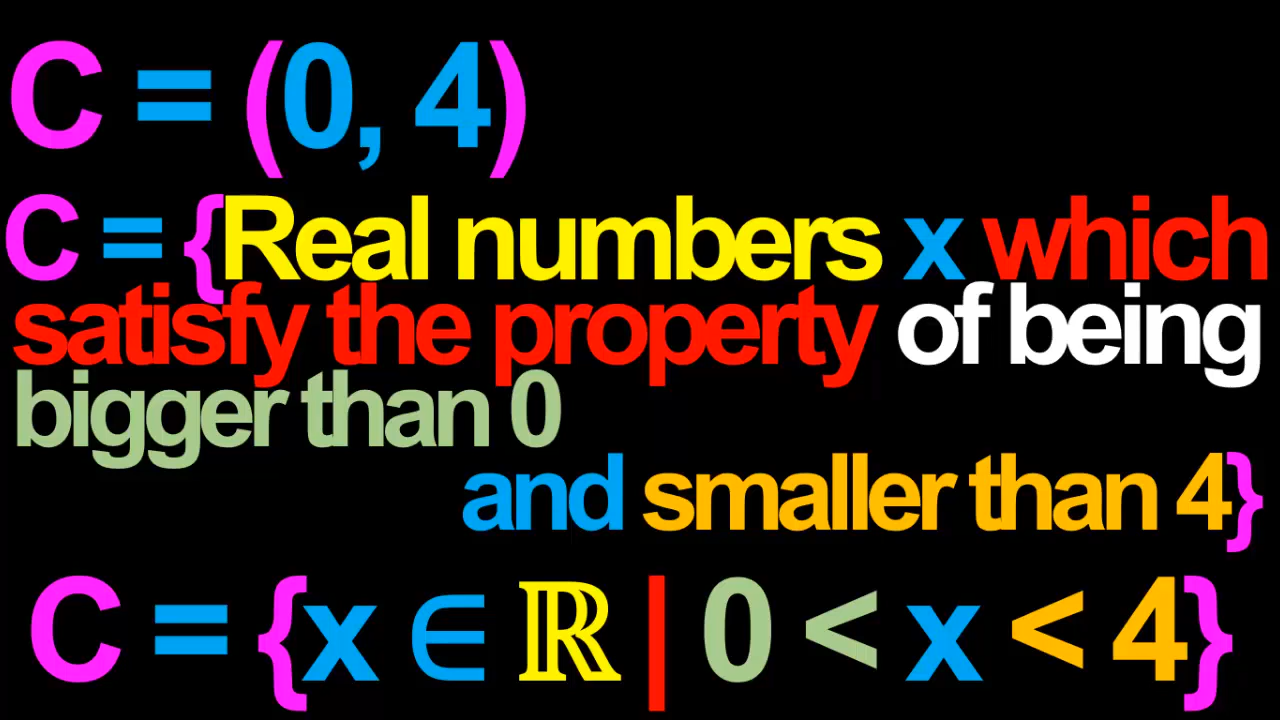 C = (0, 4)
C = {Real numbers x which
satisfy the property of being
bigger than 0
and smaller than 4}
C = {x ∈ ℝ | 0 < x < 4}